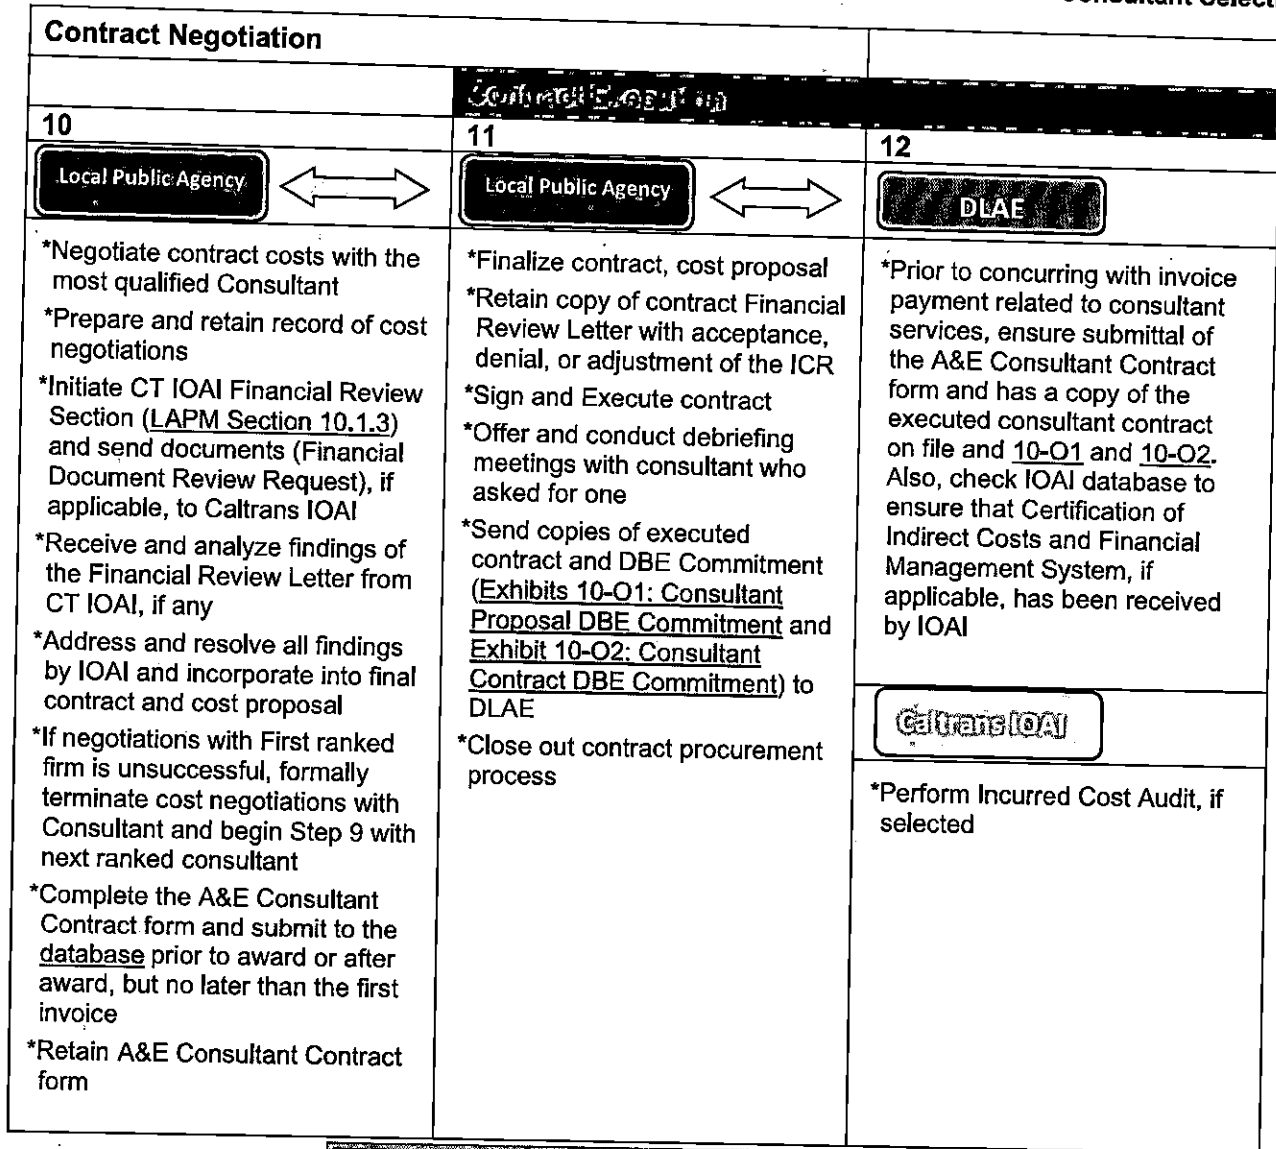 Contract Negotiation
10
Local Public Agency
*Negotiate contract costs with the
most qualified Consultant
*Prepare and retain record of cost
negotiations
*Initiate CT IOAI Financial Review
Section (LAPM Section 10.1.3)
and send documents (Financial
Document Review Request), if
applicable, to Caltrans IOAI
*Receive and analyze findings of
the Financial Review Letter from
CT IOAI, if any
*Address and resolve all findings
by IOAI and incorporate into final
contract and cost proposal
*If negotiations with First ranked
firm is unsuccessful, formally
terminate cost negotiations with
Consultant and begin Step 9 with
next ranked consultant
*Complete the A&E Consultant
Contract form and submit to the
database prior to award or after
award, but no later than the first
invoice
*Retain A&E Consultant Contract
form
Contract
11
Local Public Agency
*Finalize contract, cost proposal
*Retain copy of contract Financial
Review Letter with acceptance,
denial, or adjustment of the ICR
*Sign and Execute contract
*Offer and conduct debriefing
meetings with consultant who
asked for one
*Send copies of executed
contract and DBE Commitment
(Exhibits 10-O1: Consultant
Proposal DBE Commitment and
Exhibit 10-O2: Consultant
Contract DBE Commitment) to
DLAE
*Close out contract procurement
process
12
DLAE
*Prior to concurring with invoice
payment related to consultant
services, ensure submittal of
the A&E Consultant Contract
form and has a copy of the
executed consultant contract
on file and 10-O1 and 10-O2.
Also, check IOAI database to
ensure that Certification of
Indirect Costs and Financial
Management System, if
applicable, has been received
by IOAI
Caltrans IOAI
*Perform Incurred Cost Audit, if
selected